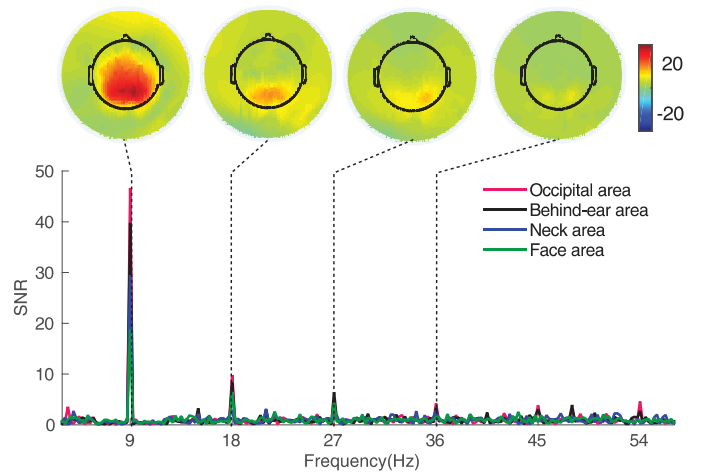 20
-20
50
40
30
20
10
0
SNR
Occipital area
Behind-ear area
Neck area
Face area
9 18 27 36 45 54
Frequency(Hz)